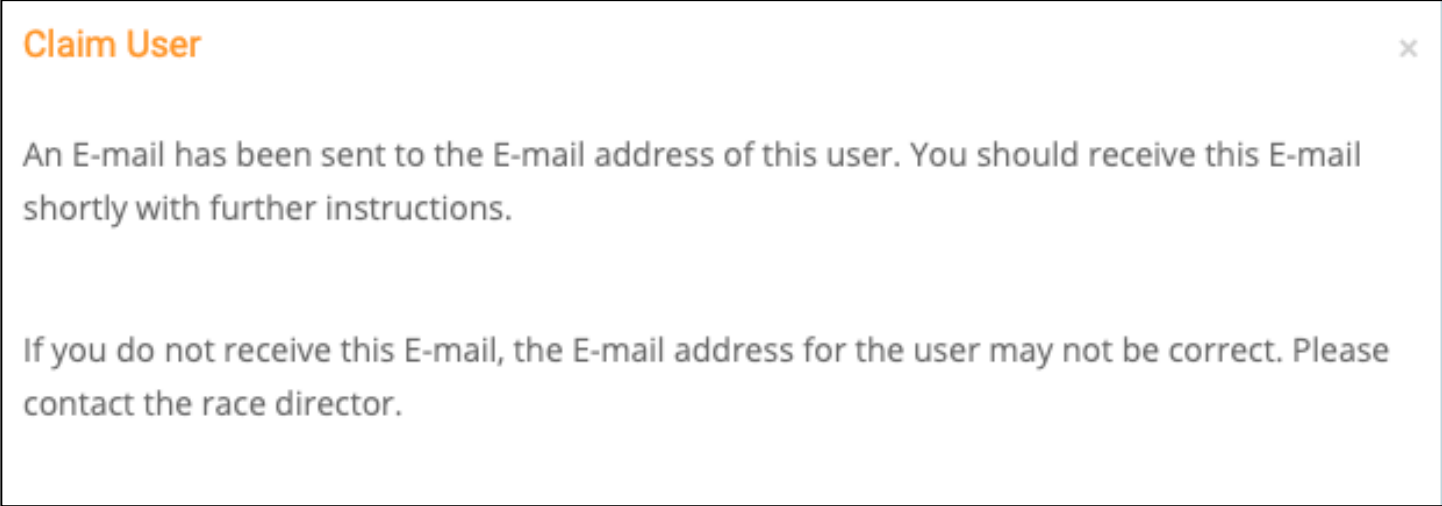 Claim User
×
An E-mail has been sent to the E-mail address of this user. You should receive this E-mail
shortly with further instructions.
If you do not receive this E-mail, the E-mail address for the user may not be correct. Please
contact the race director.